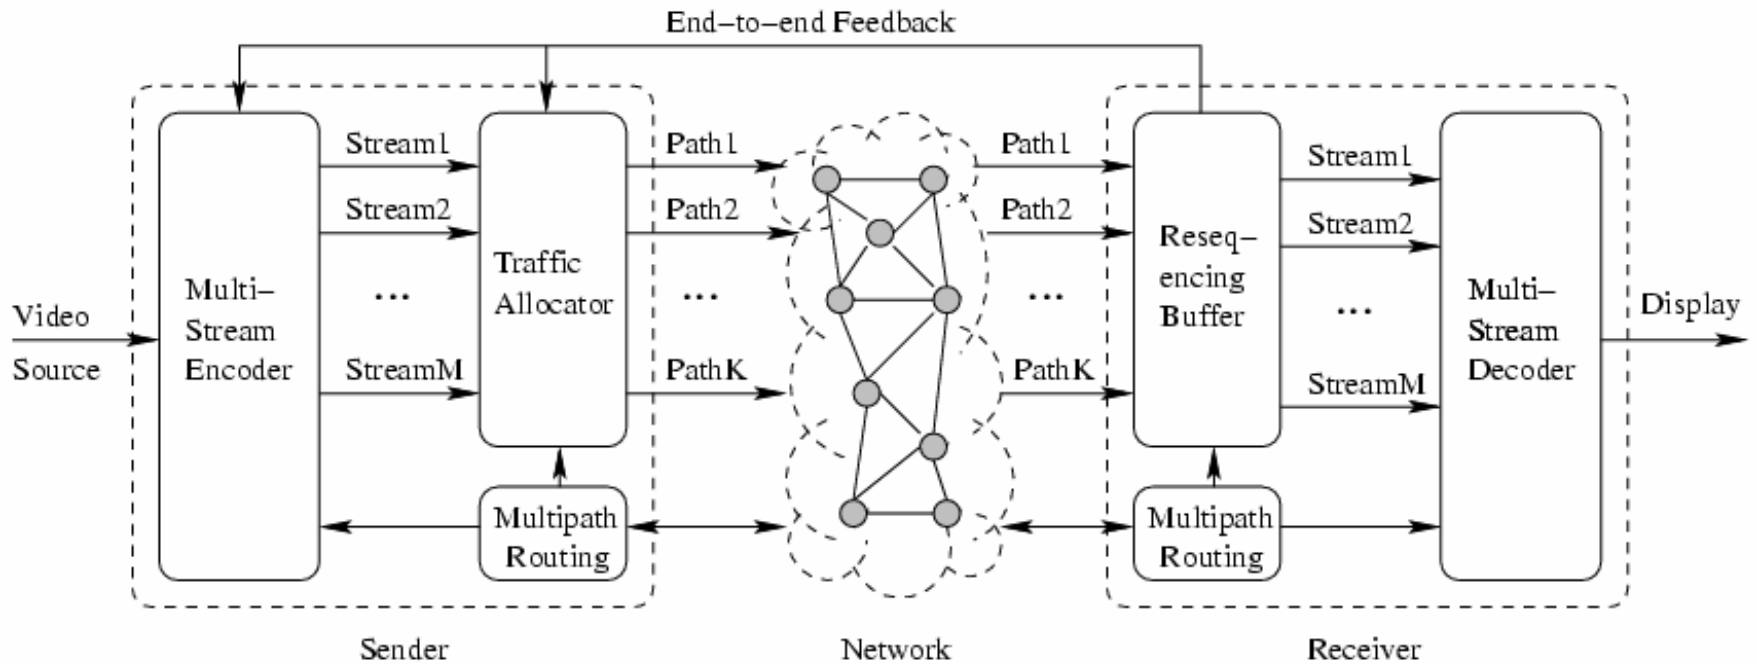 End-to-end Feedback
Video
Source
Multi-
Stream
Encoder
Stream1
Stream2
...
StreamM
Traffic
Allocator
Multipath
Routing
Path1
Path2
...
PathK
Path1
Path2
...
PathK
Reseq-
encing
Buffer
Multipath
Routing
Stream1
Stream2
...
StreamM
Multi-
Stream
Decoder
Display
Sender
Network
Receiver